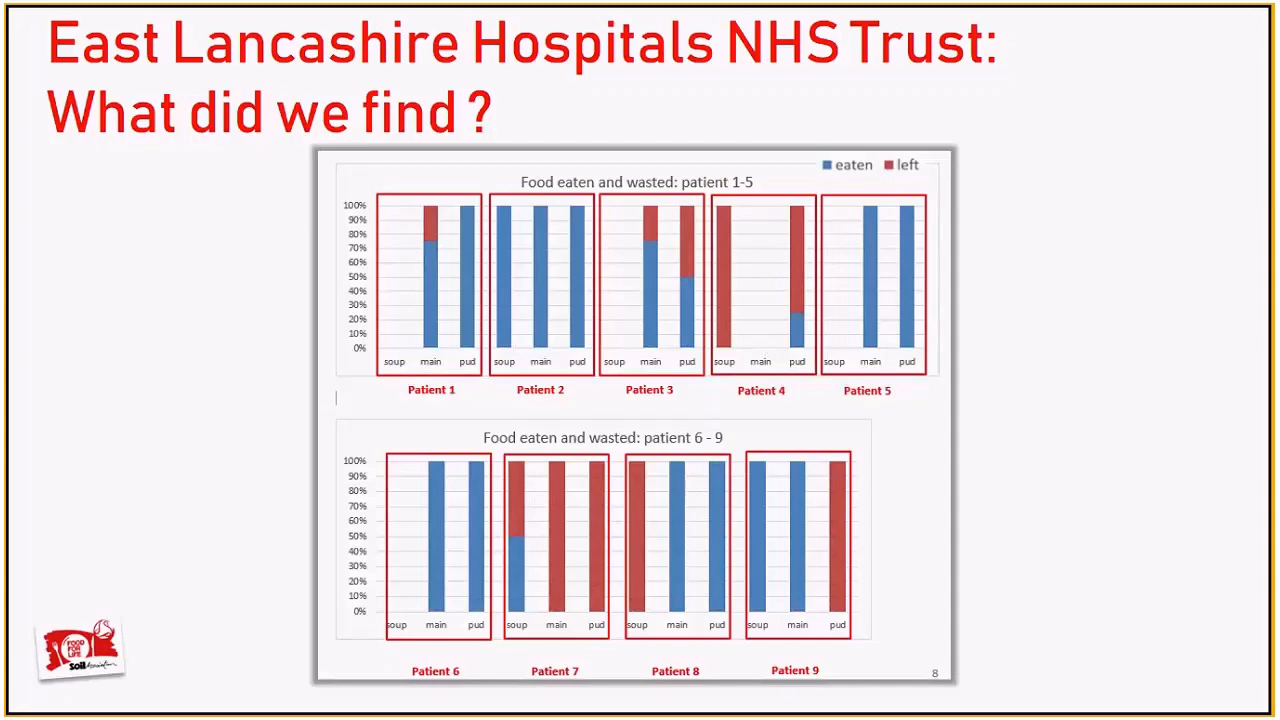 East Lancashire Hospitals NHS Trust:
What did we find ?
eaten left
Food eaten and wasted: patient 1-5
100%
90%
80%
70%
60%
50%
40%
30%
20%
10%
0%
soup main pud soup main pud soup main pud soup main pud soup main pud
Patient 1 Patient 2 Patient 3 Patient 4 Patient 5
Food eaten and wasted: patient 6 - 9
100%
90%
80%
70%
60%
50%
40%
30%
20%
10%
0%
soup main pud soup main pud soup main pud soup main pud
Patient 6 Patient 7 Patient 8 Patient 9
8
FOOD
FOR
LIFE
Soil Association